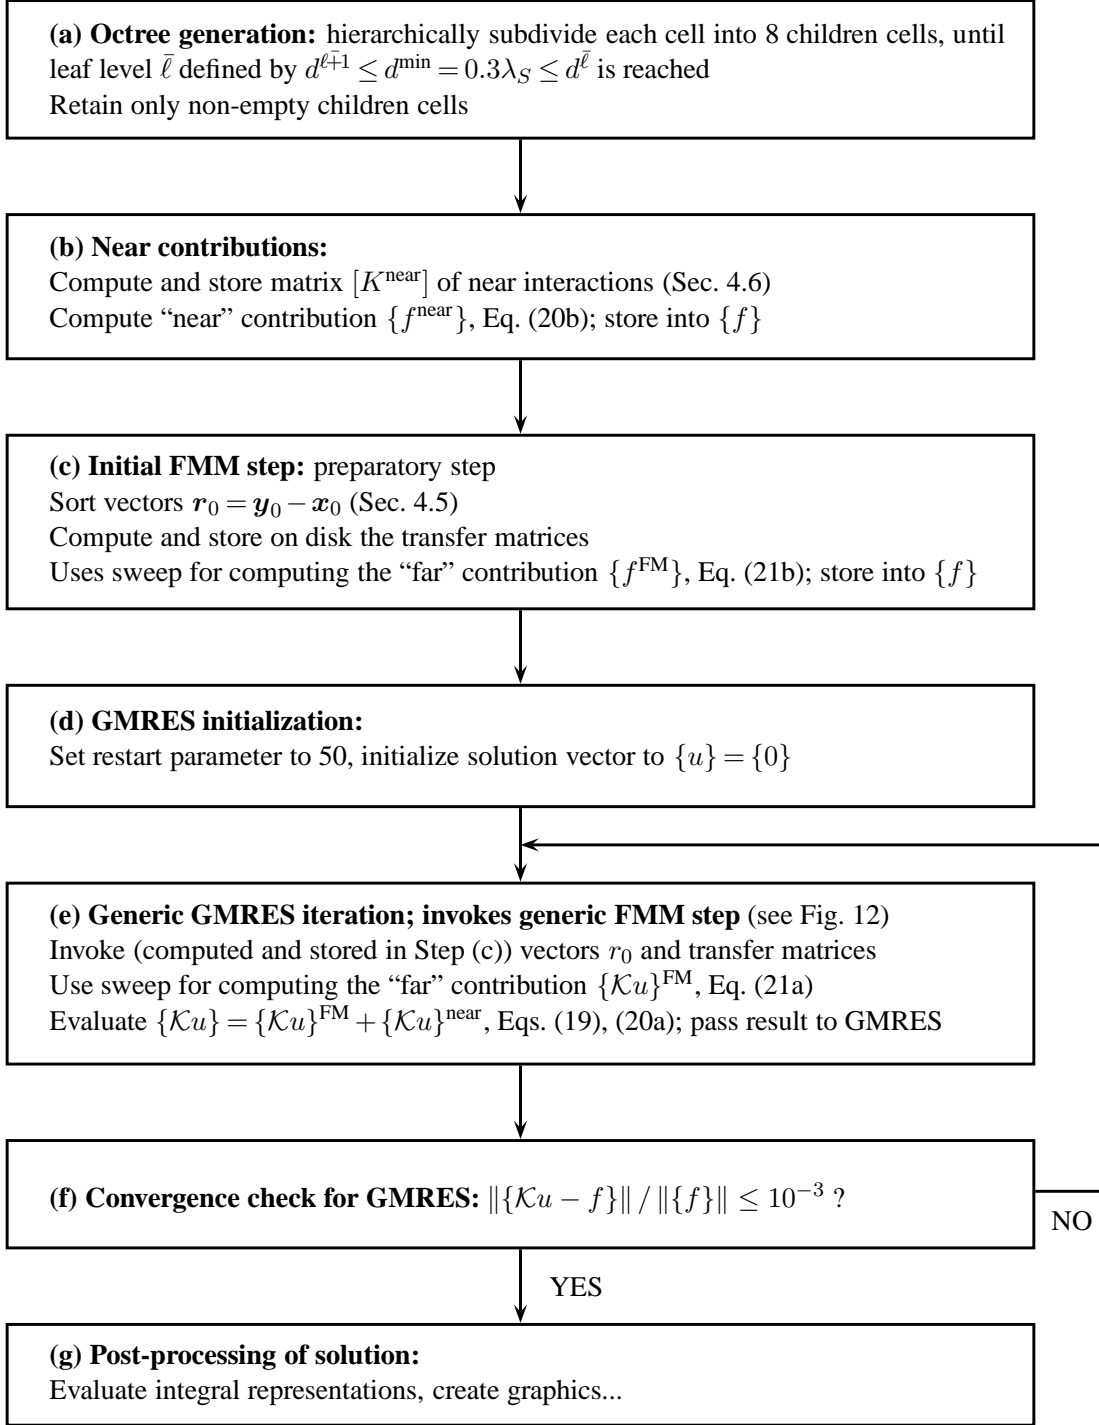 (a) Octree generation: hierarchically subdivide each cell into 8 children cells, until
leaf level ℓ̄ defined by d^{ℓ̄+1} ≤ d^{min} = 0.3λ_S ≤ d^{ℓ̄} is reached
Retain only non-empty children cells
(b) Near contributions:
Compute and store matrix [K^{near}] of near interactions (Sec. 4.6)
Compute “near” contribution {f^{near}}, Eq. (20b); store into {f}
(c) Initial FMM step: preparatory step
Sort vectors r_0 = y_0 − x_0 (Sec. 4.5)
Compute and store on disk the transfer matrices
Uses sweep for computing the “far” contribution {f^{FM}}, Eq. (21b); store into {f}
(d) GMRES initialization:
Set restart parameter to 50, initialize solution vector to {u} = {0}
(e) Generic GMRES iteration; invokes generic FMM step (see Fig. 12)
Invoke (computed and stored in Step (c)) vectors r_0 and transfer matrices
Use sweep for computing the “far” contribution {𝒦u}^{FM}, Eq. (21a)
Evaluate {𝒦u} = {𝒦u}^{FM} + {𝒦u}^{near}, Eqs. (19), (20a); pass result to GMRES
(f) Convergence check for GMRES: ‖{𝒦u − f}‖ / ‖{f}‖ ≤ 10^{−3} ?
NO
YES
(g) Post-processing of solution:
Evaluate integral representations, create graphics...